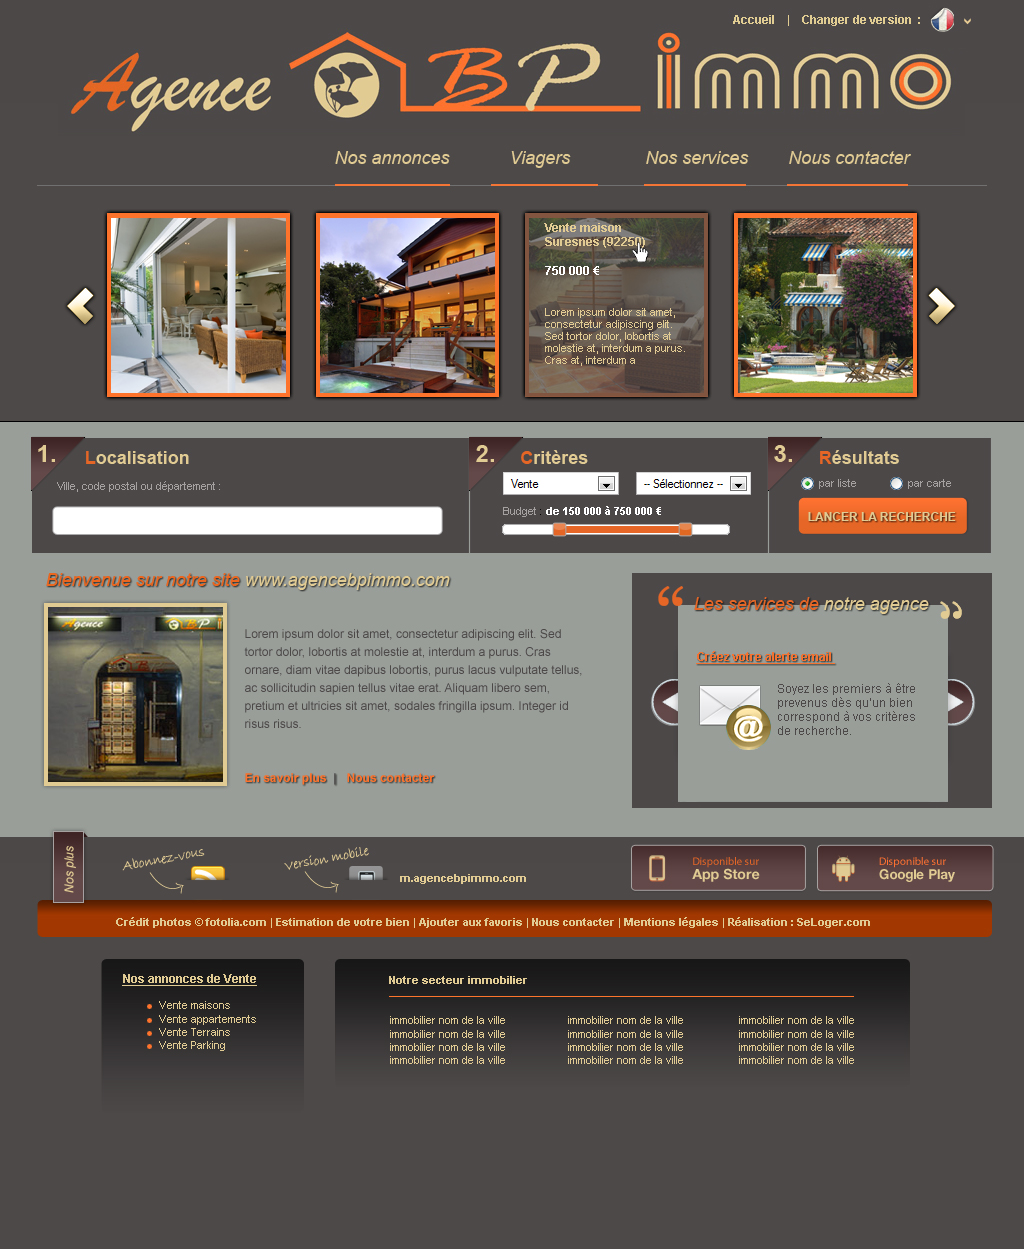 Accueil | Changer de version :
Agence BP immo
Nos annonces Viagers Nos services Nous contacter
Vente maison
Suresnes (92250)
750 000 €
Lorem ipsum dolor sit amet,
consectetur adipiscing elit.
Sed tortor dolor, lobortis at
molestie at, interdum a purus.
Cras at, interdum a
1. Localisation
Ville, code postal ou département :
2. Critères
Vente
-- Sélectionnez --
Budget : de 150 000 à 750 000 €
3. Résultats
par liste par carte
LANCER LA RECHERCHE
Bienvenue sur notre site www.agencebpimmo.com
Agence BP
Lorem ipsum dolor sit amet, consectetur adipiscing elit. Sed
tortor dolor, lobortis at molestie at, interdum a purus. Cras
ornare, diam vitae dapibus lobortis, purus lacus vulputate tellus,
ac sollicitudin sapien tellus vitae erat. Aliquam libero sem,
pretium et ultricies sit amet, sodales fringilla ipsum. Integer id
risus risus.
En savoir plus | Nous contacter
“ Les services de notre agence ”
Créez votre alerte email
@
Soyez les premiers à être
prevenus dès qu'un bien
correspond à vos critères
de recherche.
Nos plus
Abonnez-vous
Version mobile
m.agencebpimmo.com
Disponible sur
App Store
Disponible sur
Google Play
Crédit photos © fotolia.com | Estimation de votre bien | Ajouter aux favoris | Nous contacter | Mentions légales | Réalisation : SeLoger.com
Nos annonces de Vente
Vente maisons
Vente appartements
Vente Terrains
Vente Parking
Notre secteur immobilier
immobilier nom de la ville immobilier nom de la ville immobilier nom de la ville
immobilier nom de la ville immobilier nom de la ville immobilier nom de la ville
immobilier nom de la ville immobilier nom de la ville immobilier nom de la ville
immobilier nom de la ville immobilier nom de la ville immobilier nom de la ville